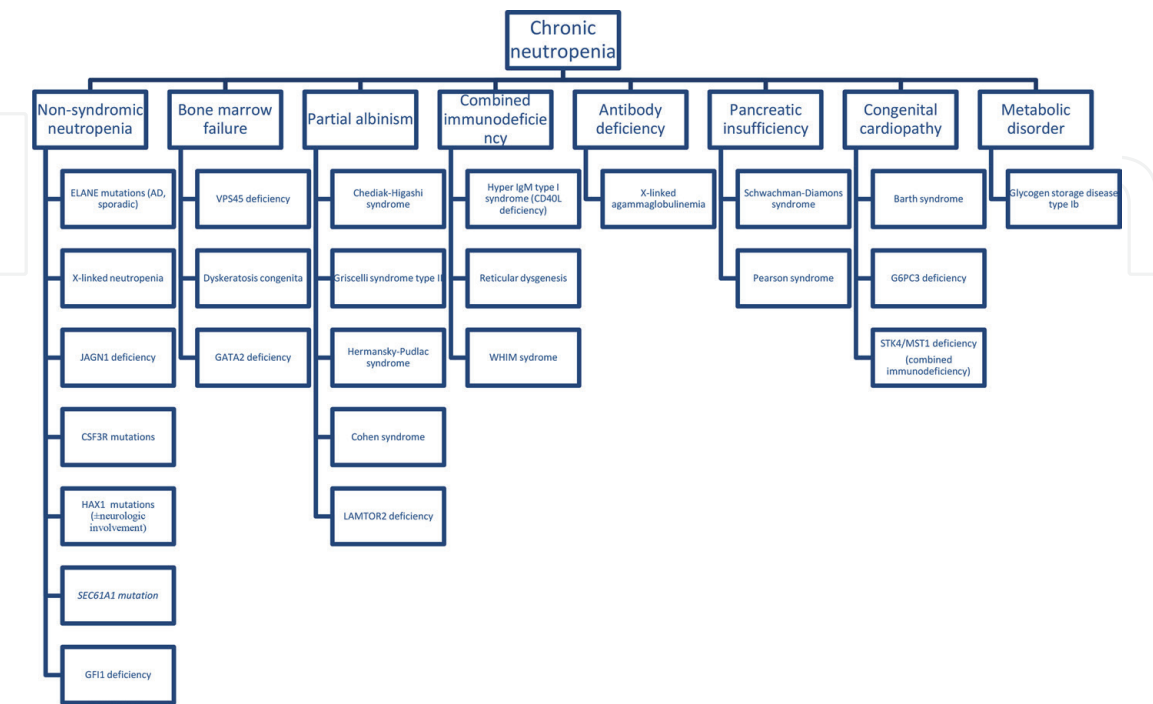 Chronic
neutropenia
Non-syndromic
neutropenia
Bone marrow
failure
Partial albinism
Combined
immunodeficie
ncy
Antibody
deficiency
Pancreatic
insufficiency
Congenital
cardiopathy
Metabolic
disorder
ELANE mutations (AD,
sporadic)
X-linked neutropenia
JAGN1 deficiency
CSF3R mutations
HAX1 mutations
(±neurologic
involvement)
SEC61A1 mutation
GFI1 deficiency
VPS45 deficiency
Dyskeratosis congenita
GATA2 deficiency
Chediak-Higashi
syndrome
Griscelli syndrome type II
Hermansky-Pudlac
syndrome
Cohen syndrome
LAMTOR2 deficiency
Hyper IgM type I
syndrome (CD40L
deficiency)
Reticular dysgenesis
WHIM sydrome
X-linked
agammaglobulinemia
Schwachman-Diamons
syndrome
Pearson syndrome
Barth syndrome
G6PC3 deficiency
STK4/MST1 deficiency
(combined
immunodeficiency)
Glycogen storage disease
type Ib